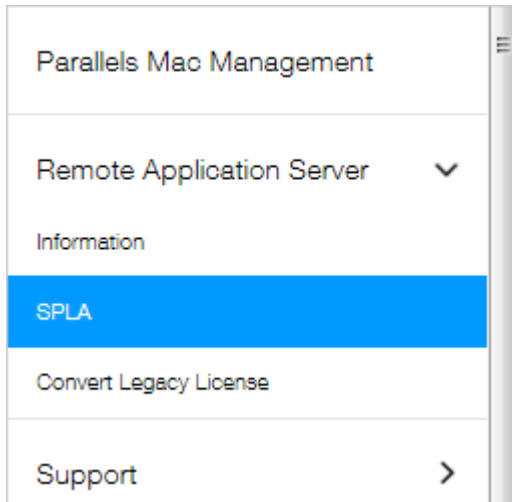 Parallels Mac Management
Remote Application Server
Information
SPLA
Convert Legacy License
Support